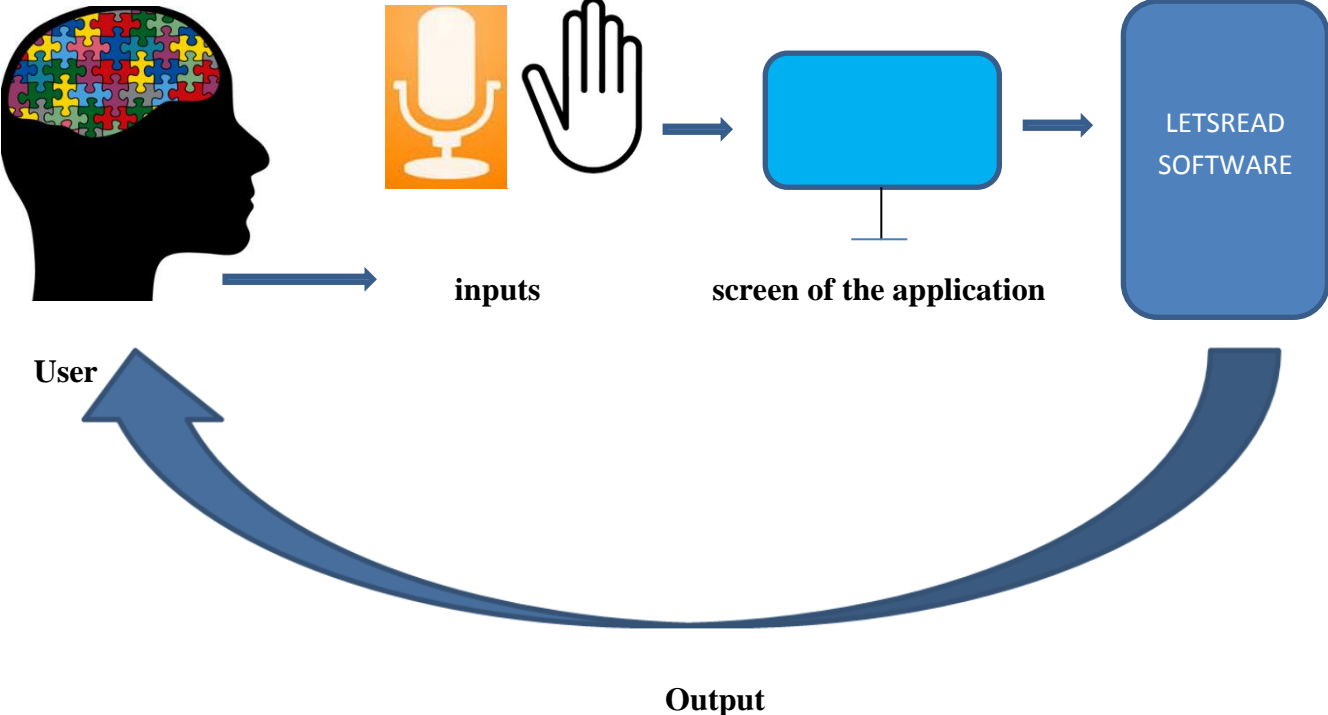 LETSREAD
SOFTWARE
inputs
screen of the application
User
Output